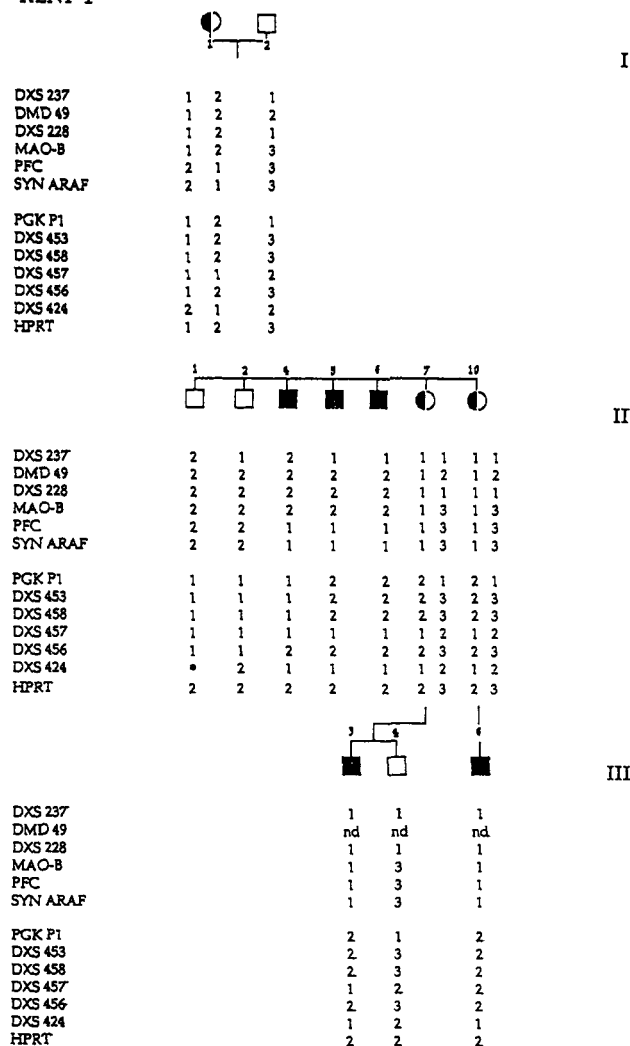 1 2
I
DXS 237 1 2 1
DMD 49 1 2 2
DXS 228 1 2 1
MAO-B 1 2 3
PFC 2 1 3
SYN ARAF 2 1 3
PGK P1 1 2 1
DXS 453 1 2 3
DXS 458 1 2 3
DXS 457 1 1 2
DXS 456 1 2 3
DXS 424 2 1 2
HPRT 1 2 3
1 2 4 5 6 7 10
II
DXS 237 2 1 2 1 1 1 1 1 1
DMD 49 2 2 2 2 2 1 2 1 2
DXS 228 2 2 2 2 2 1 1 1 1
MAO-B 2 2 2 2 2 1 3 1 3
PFC 2 2 1 1 1 1 3 1 3
SYN ARAF 2 2 1 1 1 1 3 1 3
PGK P1 1 1 1 2 2 2 1 2 1
DXS 453 1 1 1 2 2 2 3 2 3
DXS 458 1 1 1 2 2 2 3 2 3
DXS 457 1 1 1 1 1 1 2 1 2
DXS 456 1 1 2 2 2 2 3 2 3
DXS 424 • 2 1 1 1 1 2 1 2
HPRT 2 2 2 2 2 2 3 2 3
3 4 6
III
DXS 237 1 1 1
DMD 49 nd nd nd
DXS 228 1 1 1
MAO-B 1 3 1
PFC 1 3 1
SYN ARAF 1 3 1
PGK P1 2 1 2
DXS 453 2 3 2
DXS 458 2 3 2
DXS 457 1 2 2
DXS 456 2 3 2
DXS 424 1 2 1
HPRT 2 2 2